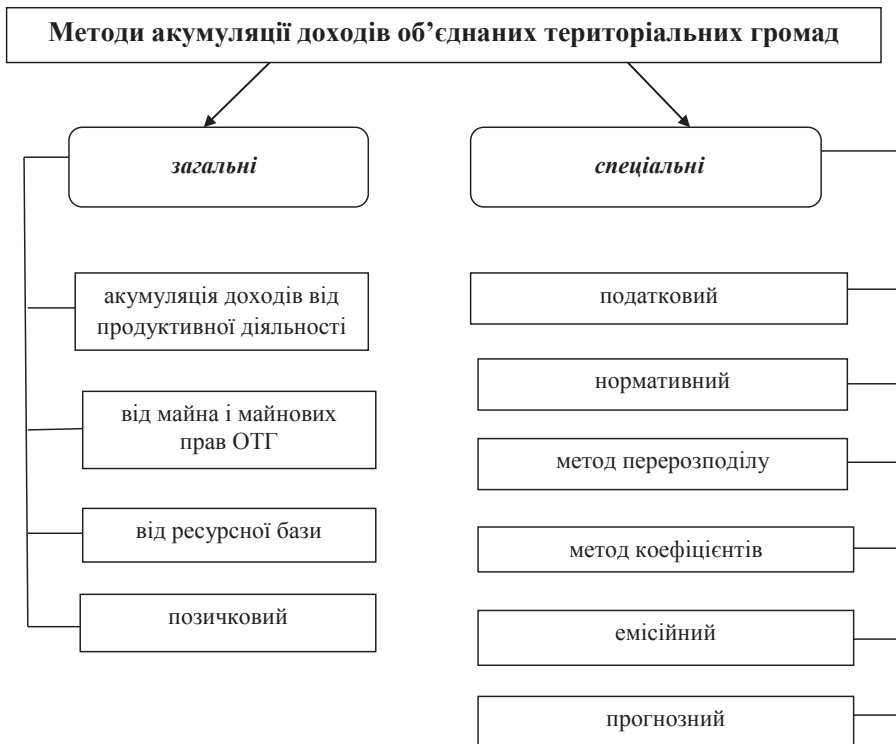 Методи акумуляції доходів об’єднаних територіальних громад
загальні
акумуляція доходів від
продуктивної діяльності
від майна і майнових
прав ОТГ
від ресурсної бази
позичковий
спеціальні
податковий
нормативний
метод перерозподілу
метод коефіцієнтів
емісійний
прогнозний